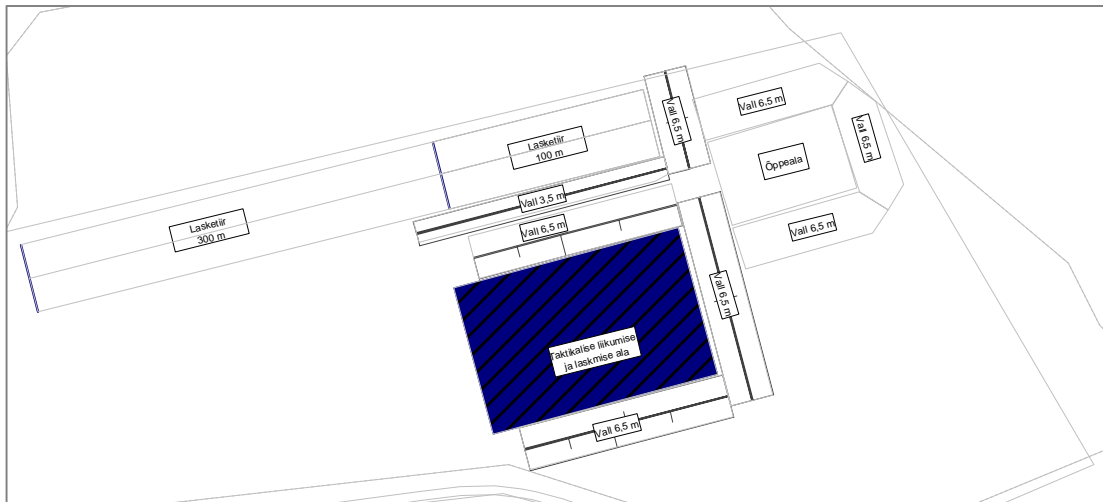 Vall 6.5 m
Vall 6,5 m
Vall 6,5 m
Lasketiir
100 m
Õppeala
Vall 3,5 m
Lasketiir
300 m
Vall 6,5 m
Vall 6,5 m
Vall 6,5 m
Taktikalise liikumise
ja laskmise ala
Vall 6,5 m